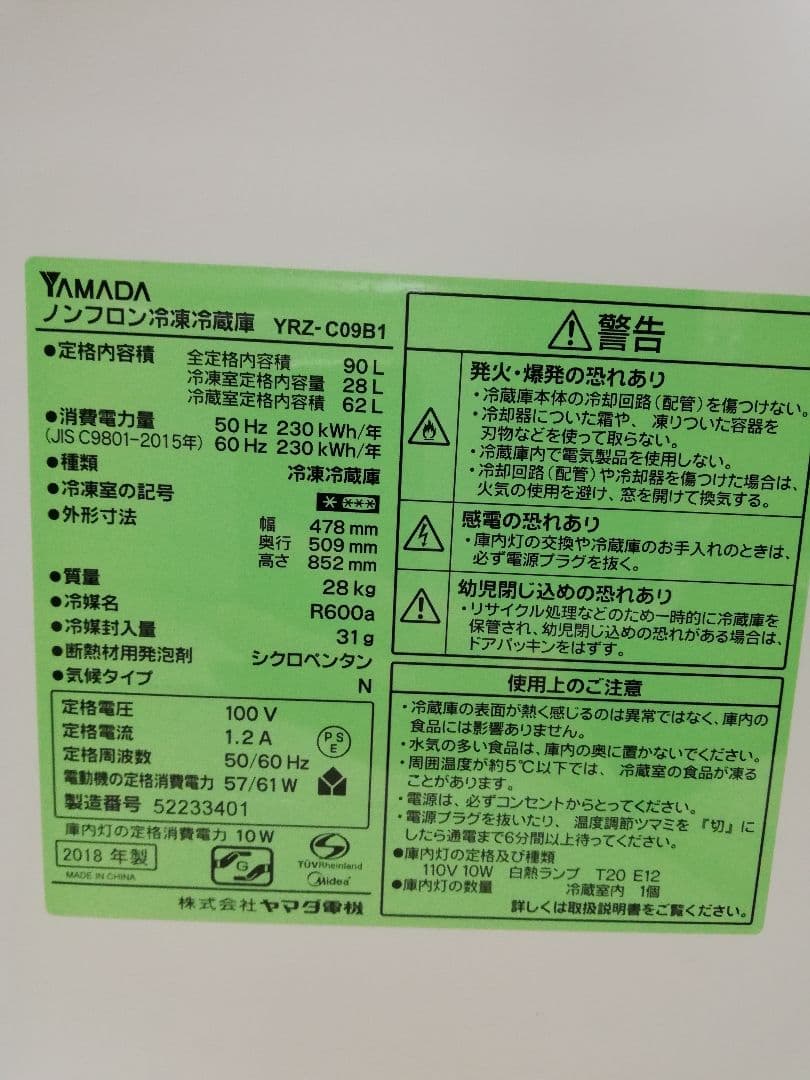 YAMADA
ノンフロン冷凍冷蔵庫 YRZ-C09B1
●定格内容積 全定格内容積 90 L
冷凍室定格内容量 28 L
冷蔵室定格内容積 62 L
●消費電力量 50 Hz 230 kWh/年
(JIS C9801-2015年) 60 Hz 230 kWh/年
●種類 冷凍冷蔵庫
●冷凍室の記号
●外形寸法 幅 478 mm
奥行 509 mm
高さ 852 mm
●質量 28 kg
●冷媒名 R600a
●冷媒封入量 31 g
●断熱材用発泡剤 シクロペンタン
●気候タイプ N
定格電圧 100 V
定格電流 1.2 A
定格周波数 50/60 Hz
電動機の定格消費電力 57/61 W
製造番号 52233401
PS
E
庫内灯の定格消費電力 10 W
2018 年製
MADE IN CHINA
G
TÜVRheinland
Midea
株式会社ヤマダ電機
警告
発火・爆発の恐れあり
・冷蔵庫本体の冷却回路(配管)を傷つけない。
・冷却器についた霜や、凍りついた容器を
刃物などを使って取らない。
・冷蔵庫内で電気製品を使用しない。
・冷却回路(配管)や冷却器を傷つけた場合は、
火気の使用を避け、窓を開けて換気する。
感電の恐れあり
・庫内灯の交換や冷蔵庫のお手入れのときは、
必ず電源プラグを抜く。
幼児閉じ込めの恐れあり
・リサイクル処理などのため一時的に冷蔵庫を
保管され、幼児閉じ込めの恐れがある場合は、
ドアパッキンをはずす。
使用上のご注意
・冷蔵庫の表面が熱く感じるのは異常ではなく、庫内の
食品には影響ありません。
・水気の多い食品は、庫内の奥に置かないでください。
・周囲温度が約5℃以下では、冷蔵室の食品が凍る
ことがあります。
・電源は、必ずコンセントからとってください。
・電源プラグを抜いたり、温度調節ツマミを『切』に
したら通電まで6分間以上待ってください。
●庫内灯の定格及び種類
110V 10W 白熱ランプ T20 E12
●庫内灯の数量 冷蔵室内 1個
詳しくは取扱説明書をご覧ください。